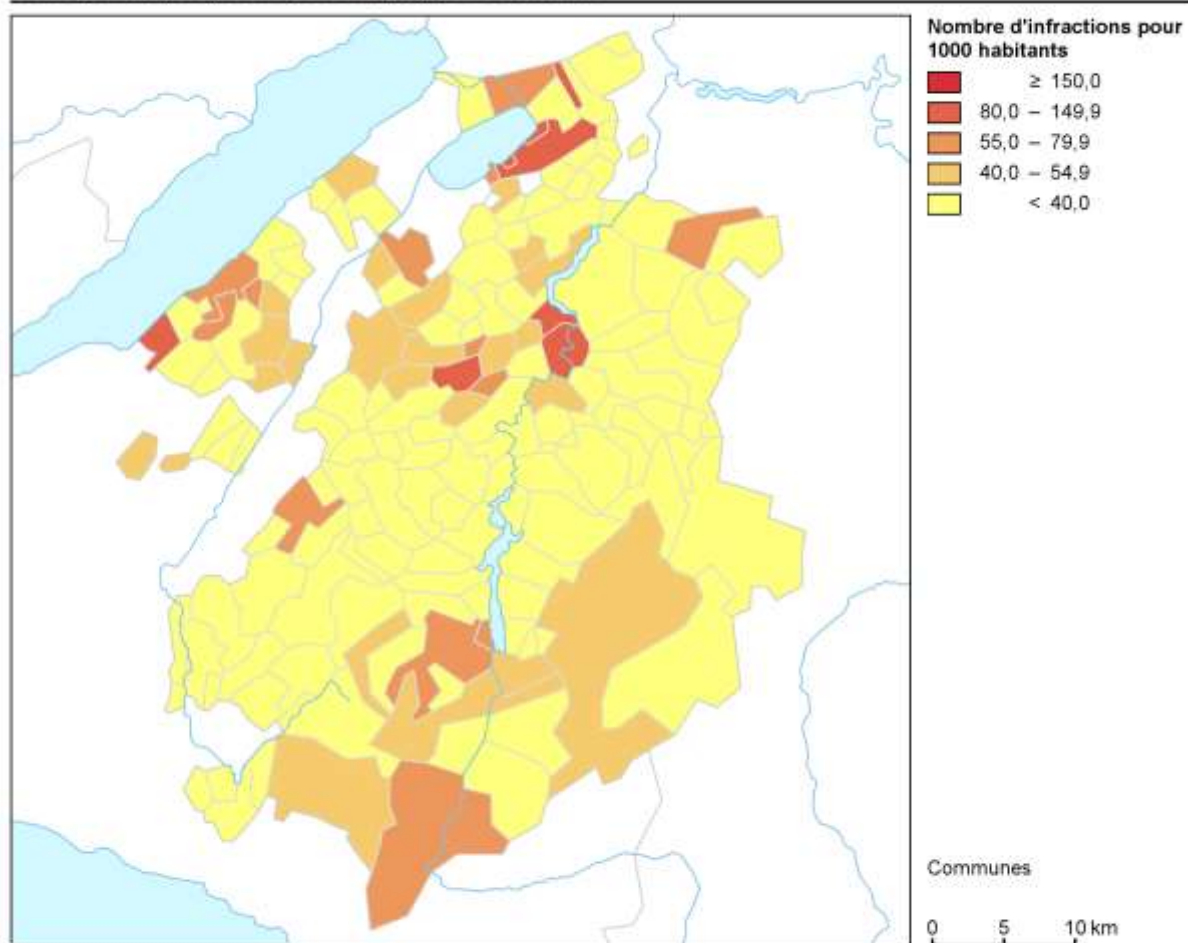 Nombre d'infractions pour
1000 habitants
≥ 150,0
80,0 – 149,9
55,0 – 79,9
40,0 – 54,9
< 40,0
Communes
0 5 10 km